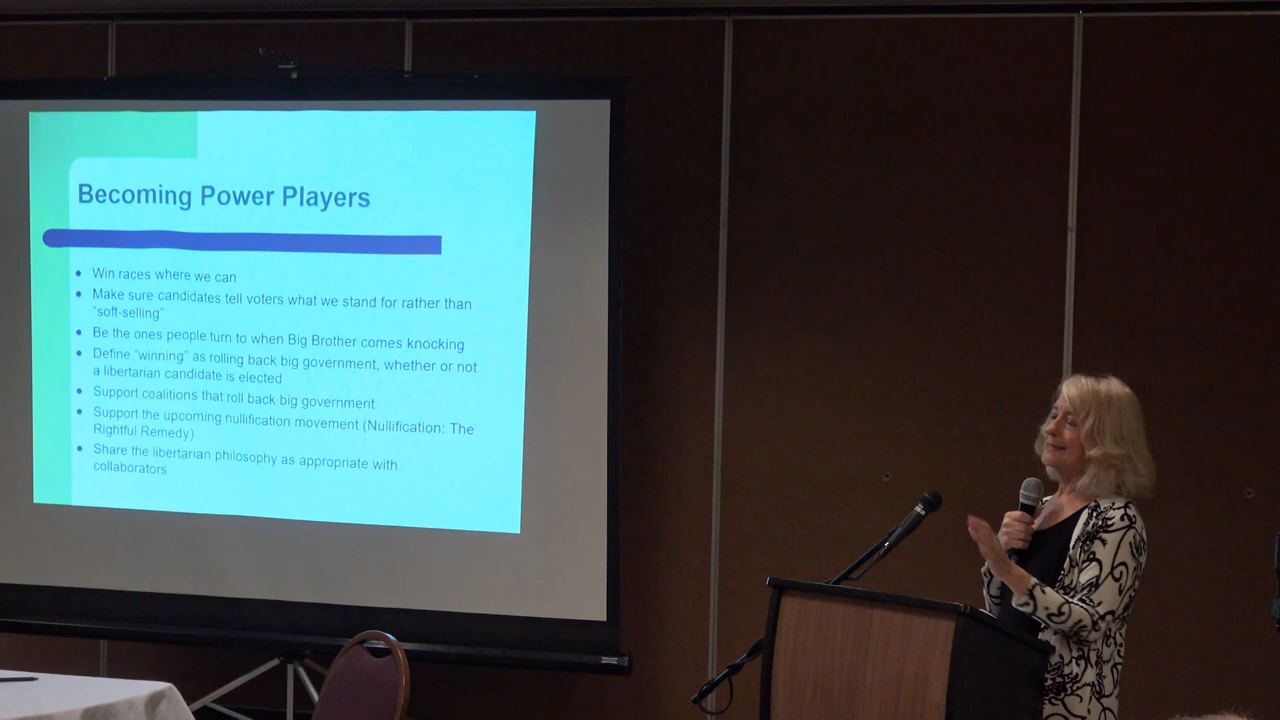 Becoming Power Players
• Win races where we can
• Make sure candidates tell voters what we stand for rather than
"soft-selling"
• Be the ones people turn to when Big Brother comes knocking
• Define "winning" as rolling back big government, whether or not
a libertarian candidate is elected
• Support coalitions that roll back big government
• Support the upcoming nullification movement (Nullification: The
Rightful Remedy)
• Share the libertarian philosophy as appropriate with
collaborators